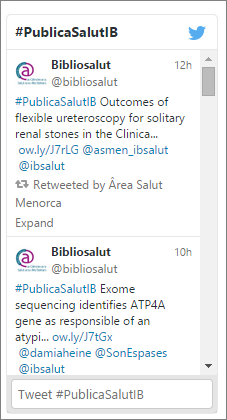 #PublicaSalutIB
Bibliosalut 12h
@bibliosalut
#PublicaSalutIB Outcomes of
flexible ureteroscopy for solitary
renal stones in the Clinica...
ow.ly/J7rLG @asmen_ibsalut
@ibsalut
Retweeted by Àrea Salut
Menorca
Expand
Bibliosalut 10h
@bibliosalut
#PublicaSalutIB Exome
sequencing identifies ATP4A
gene as responsible of an
atypi... ow.ly/J7tGx
@damiaheine @SonEspases
@ibsalut
Tweet #PublicaSalutIB